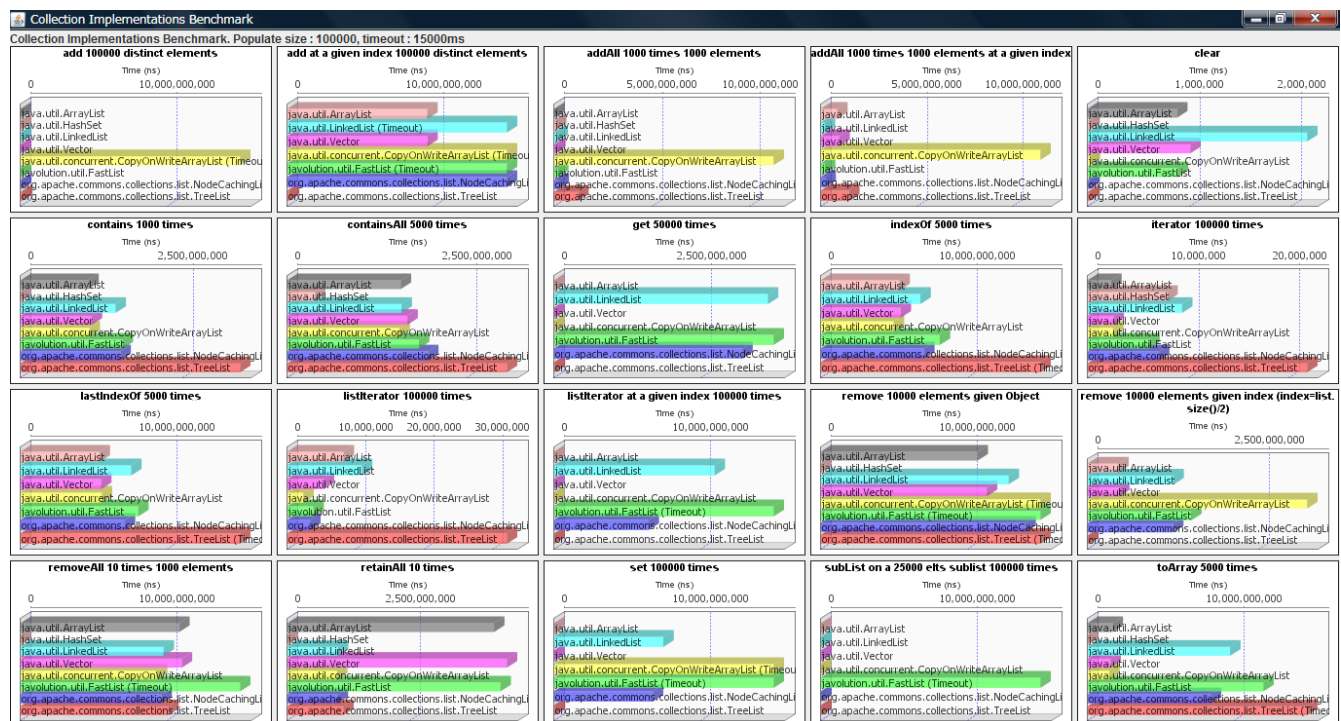 Collection Implementations Benchmark
Collection Implementations Benchmark. Populate size : 100000, timeout : 15000ms
add 100000 distinct elements
Time (ns)
0 10,000,000,000
java.util.ArrayList
java.util.HashSet
java.util.LinkedList
java.util.Vector
java.util.concurrent.CopyOnWriteArrayList (Timeou
javolution.util.FastList
org.apache.commons.collections.list.NodeCachingLi
org.apache.commons.collections.list.TreeList
add at a given index 100000 distinct elements
Time (ns)
0 10,000,000,000
java.util.ArrayList
java.util.LinkedList (Timeout)
java.util.Vector
java.util.concurrent.CopyOnWriteArrayList (Timeou
javolution.util.FastList (Timeout)
org.apache.commons.collections.list.NodeCachingLi
org.apache.commons.collections.list.TreeList
addAll 1000 times 1000 elements
Time (ns)
0 5,000,000,000 10,000,000,000
java.util.ArrayList
java.util.HashSet
java.util.LinkedList
java.util.Vector
java.util.concurrent.CopyOnWriteArrayList
javolution.util.FastList
org.apache.commons.collections.list.NodeCachingLi
org.apache.commons.collections.list.TreeList
addAll 1000 times 1000 elements at a given index
Time (ns)
0 5,000,000,000 10,000,000,000
java.util.ArrayList
java.util.LinkedList
java.util.Vector
java.util.concurrent.CopyOnWriteArrayList
javolution.util.FastList
org.apache.commons.collections.list.NodeCachingLi
org.apache.commons.collections.list.TreeList
clear
Time (ns)
0 1,000,000 2,000,000
java.util.ArrayList
java.util.HashSet
java.util.LinkedList
java.util.Vector
java.util.concurrent.CopyOnWriteArrayList
javolution.util.FastList
org.apache.commons.collections.list.NodeCachingLi
org.apache.commons.collections.list.TreeList
contains 1000 times
Time (ns)
0 2,500,000,000
java.util.ArrayList
java.util.HashSet
java.util.LinkedList
java.util.Vector
java.util.concurrent.CopyOnWriteArrayList
javolution.util.FastList
org.apache.commons.collections.list.NodeCachingLi
org.apache.commons.collections.list.TreeList
containsAll 5000 times
Time (ns)
0 2,500,000,000
java.util.ArrayList
java.util.HashSet
java.util.LinkedList
java.util.Vector
java.util.concurrent.CopyOnWriteArrayList
javolution.util.FastList
org.apache.commons.collections.list.NodeCachingLi
org.apache.commons.collections.list.TreeList
get 50000 times
Time (ns)
0 2,500,000,000
java.util.ArrayList
java.util.LinkedList
java.util.Vector
java.util.concurrent.CopyOnWriteArrayList
javolution.util.FastList
org.apache.commons.collections.list.NodeCachingLi
org.apache.commons.collections.list.TreeList
indexOf 5000 times
Time (ns)
0 10,000,000,000
java.util.ArrayList
java.util.LinkedList
java.util.Vector
java.util.concurrent.CopyOnWriteArrayList
javolution.util.FastList
org.apache.commons.collections.list.NodeCachingLi
org.apache.commons.collections.list.TreeList (Timec
iterator 100000 times
Time (ns)
0 10,000,000 20,000,000
java.util.ArrayList
java.util.HashSet
java.util.LinkedList
java.util.Vector
java.util.concurrent.CopyOnWriteArrayList
javolution.util.FastList
org.apache.commons.collections.list.NodeCachingLi
org.apache.commons.collections.list.TreeList
lastIndexOf 5000 times
Time (ns)
0 10,000,000,000
java.util.ArrayList
java.util.LinkedList
java.util.Vector
java.util.concurrent.CopyOnWriteArrayList
javolution.util.FastList
org.apache.commons.collections.list.NodeCachingLi
org.apache.commons.collections.list.TreeList (Timec
listIterator 100000 times
Time (ns)
0 10,000,000 20,000,000 30,000,000
java.util.ArrayList
java.util.LinkedList
java.util.Vector
java.util.concurrent.CopyOnWriteArrayList
javolution.util.FastList
org.apache.commons.collections.list.NodeCachingLi
org.apache.commons.collections.list.TreeList
listIterator at a given index 100000 times
Time (ns)
0 10,000,000,000
java.util.ArrayList
java.util.LinkedList
java.util.Vector
java.util.concurrent.CopyOnWriteArrayList
javolution.util.FastList (Timeout)
org.apache.commons.collections.list.NodeCachingLi
org.apache.commons.collections.list.TreeList
remove 10000 elements given Object
Time (ns)
0 10,000,000,000
java.util.ArrayList
java.util.HashSet
java.util.LinkedList
java.util.Vector
java.util.concurrent.CopyOnWriteArrayList (Timeou
javolution.util.FastList (Timeout)
org.apache.commons.collections.list.NodeCachingLi
org.apache.commons.collections.list.TreeList (Timec
remove 10000 elements given index (index=list.
size()/2)
Time (ns)
0 2,500,000,000
java.util.ArrayList
java.util.LinkedList
java.util.Vector
java.util.concurrent.CopyOnWriteArrayList
javolution.util.FastList
org.apache.commons.collections.list.NodeCachingLi
org.apache.commons.collections.list.TreeList
removeAll 10 times 1000 elements
Time (ns)
0 10,000,000,000
java.util.ArrayList
java.util.HashSet
java.util.LinkedList
java.util.Vector
java.util.concurrent.CopyOnWriteArrayList
javolution.util.FastList (Timeout)
org.apache.commons.collections.list.NodeCachingLi
org.apache.commons.collections.list.TreeList
retainAll 10 times
Time (ns)
0 2,500,000,000
java.util.ArrayList
java.util.HashSet
java.util.LinkedList
java.util.Vector
java.util.concurrent.CopyOnWriteArrayList
javolution.util.FastList
org.apache.commons.collections.list.NodeCachingLi
org.apache.commons.collections.list.TreeList
set 100000 times
Time (ns)
0 10,000,000,000
java.util.ArrayList
java.util.LinkedList
java.util.Vector
java.util.concurrent.CopyOnWriteArrayList (Timeou
javolution.util.FastList (Timeout)
org.apache.commons.collections.list.NodeCachingLi
org.apache.commons.collections.list.TreeList
subList on a 25000 elts sublist 100000 times
Time (ns)
0 10,000,000,000
java.util.ArrayList
java.util.LinkedList
java.util.Vector
java.util.concurrent.CopyOnWriteArrayList
javolution.util.FastList (Timeout)
org.apache.commons.collections.list.NodeCachingLi
org.apache.commons.collections.list.TreeList
toArray 5000 times
Time (ns)
0 10,000,000,000
java.util.ArrayList
java.util.HashSet
java.util.LinkedList
java.util.Vector
java.util.concurrent.CopyOnWriteArrayList
javolution.util.FastList
org.apache.commons.collections.list.NodeCachingLi
org.apache.commons.collections.list.TreeList (Timec